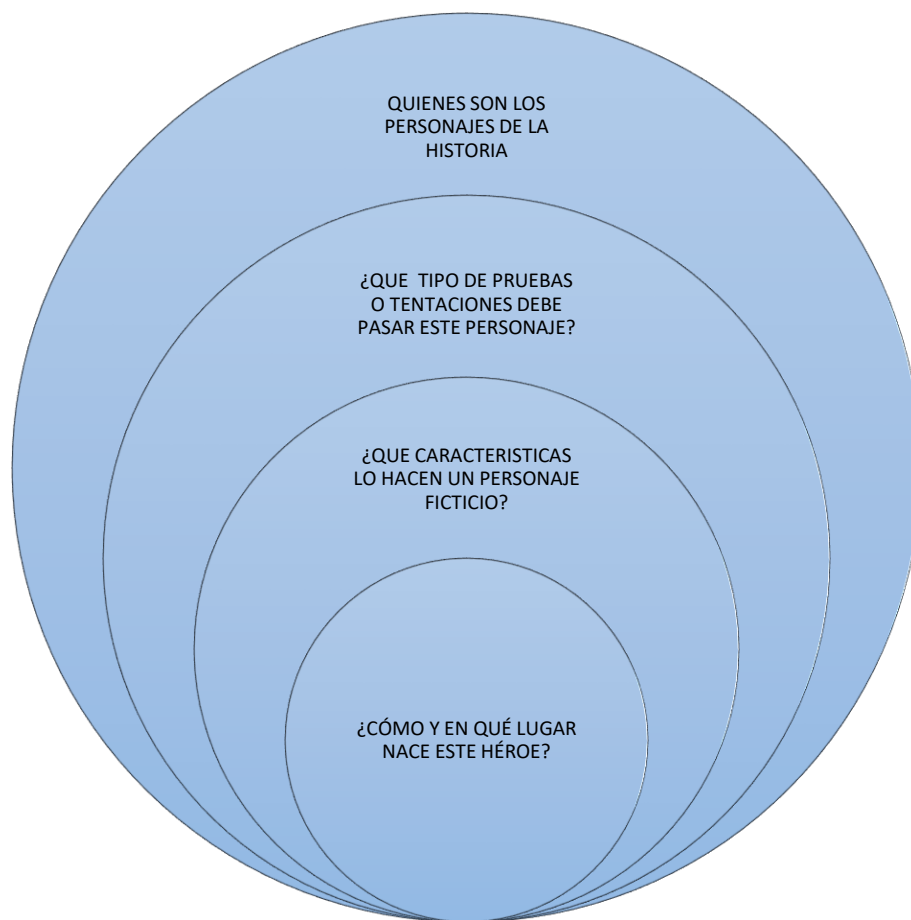 QUIENES SON LOS
PERSONAJES DE LA
HISTORIA
¿QUE TIPO DE PRUEBAS
O TENTACIONES DEBE
PASAR ESTE PERSONAJE?
¿QUE CARACTERISTICAS
LO HACEN UN PERSONAJE
FICTICIO?
¿CÓMO Y EN QUÉ LUGAR
NACE ESTE HÉROE?